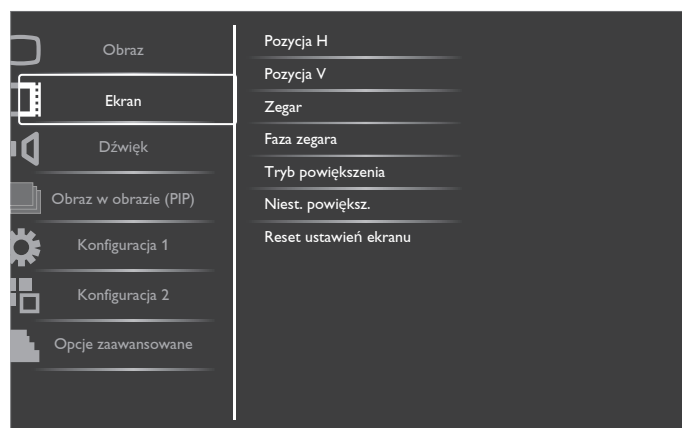 Obraz
Ekran
Dźwięk
Obraz w obrazie (PIP)
Konfiguracja 1
Konfiguracja 2
Opcje zaawansowane
Pozycja H
Pozycja V
Zegar
Faza zegara
Tryb powiększenia
Niest. powiększ.
Reset ustawień ekranu